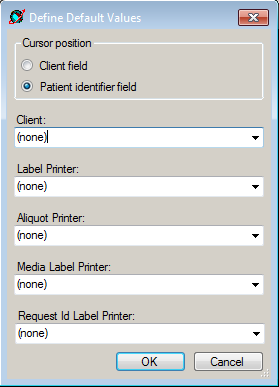 Define Default Values
Cursor position
Client field
Patient identifier field
Client:
(none)
Label Printer:
(none)
Aliquot Printer:
(none)
Media Label Printer:
(none)
Request Id Label Printer:
(none)
OK Cancel